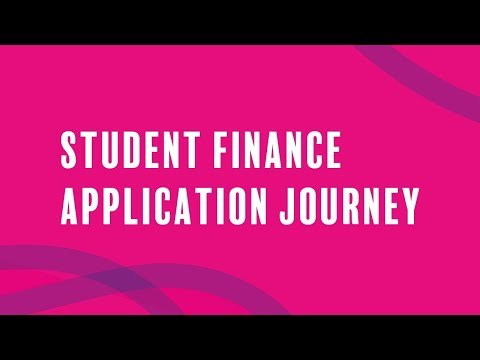 STUDENT FINANCE
APPLICATION JOURNEY